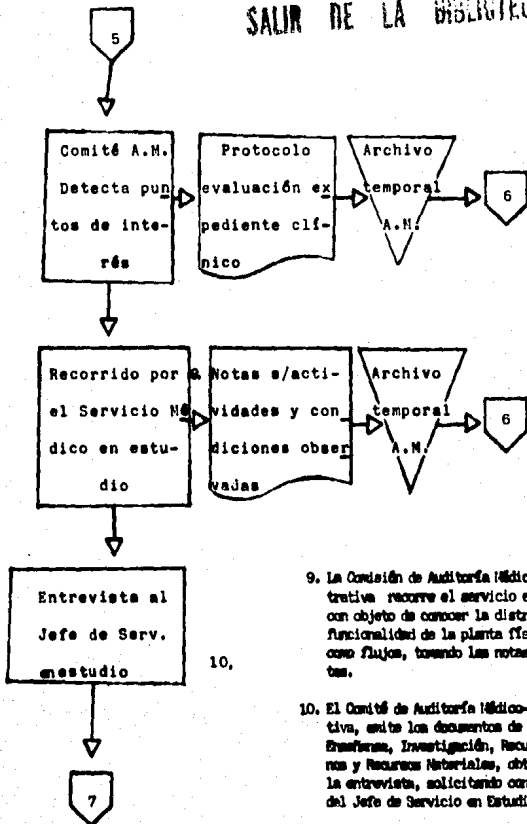 SALIR DE LA BIBLIOTEC
5
Comité A.M.
Detecta pun
tos de inte-
rés
Protocolo
evaluación ex
pediente clí-
nico
Archivo
temporal
A.M.
6
Recorrido por
el Servicio Mé
dico en estu-
dio
9.
Notas s/acti-
vidades y con
diciones obser
vadas
Archivo
temporal
A.M.
6
Entrevista al
Jefe de Serv.
enestudio
10,
7
9. La Comisión de Auditoría Médico
trativa recorre el servicio e
con objeto de conocer la distr
funcionalidad de la planta fís
como flujos, tomando las notas
tes.
10. El Comité de Auditoría Médico-
tiva, emite los documentos de
Enseñanza, Investigación, Recu
nos y Recursos Materiales, obt
la entrevista, solicitando con
del Jefe de Servicio en Estudi